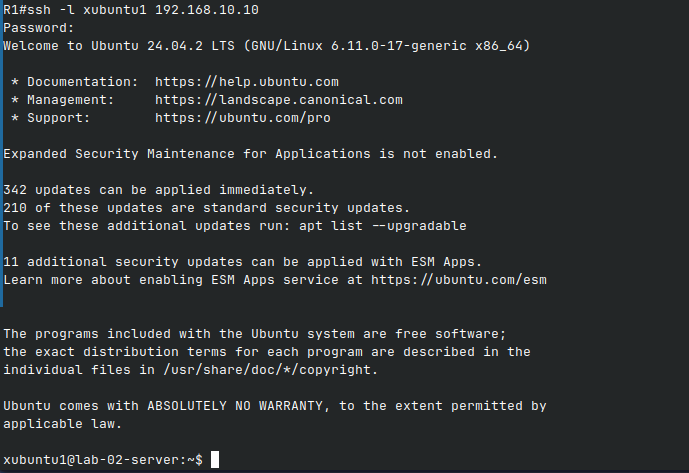 R1#ssh -l xubuntu1 192.168.10.10
Password:
Welcome to Ubuntu 24.04.2 LTS (GNU/Linux 6.11.0-17-generic x86_64)
 * Documentation:  https://help.ubuntu.com
 * Management:     https://landscape.canonical.com
 * Support:        https://ubuntu.com/pro
Expanded Security Maintenance for Applications is not enabled.
342 updates can be applied immediately.
210 of these updates are standard security updates.
To see these additional updates run: apt list --upgradable
11 additional security updates can be applied with ESM Apps.
Learn more about enabling ESM Apps service at https://ubuntu.com/esm
The programs included with the Ubuntu system are free software;
the exact distribution terms for each program are described in the
individual files in /usr/share/doc/*/copyright.
Ubuntu comes with ABSOLUTELY NO WARRANTY, to the extent permitted by
applicable law.
xubuntu1@lab-02-server:~$